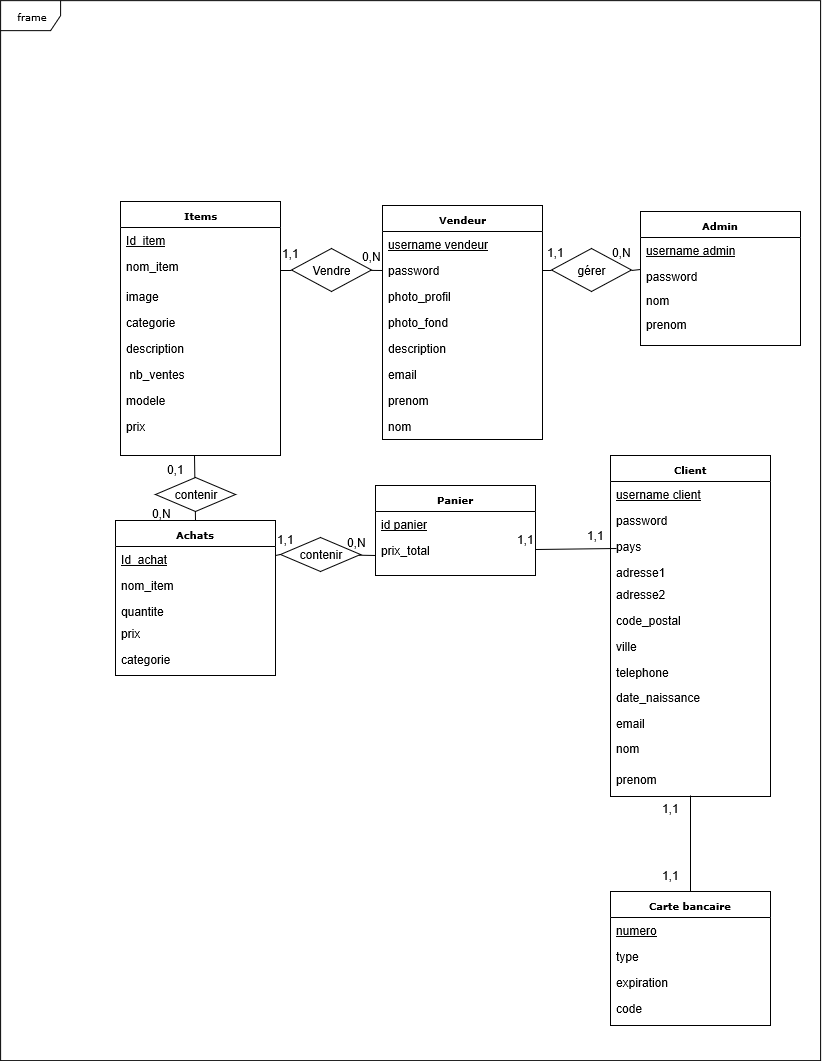 frame
Items
Id_item
nom_item
image
categorie
description
nb_ventes
modele
prix
1,1
Vendre
0,N
Vendeur
username vendeur
password
photo_profil
photo_fond
description
email
prenom
nom
1,1
gérer
0,N
Admin
username admin
password
nom
prenom
0,1
contenir
0,N
Achats
Id_achat
nom_item
quantite
prix
categorie
1,1
contenir
0,N
Panier
id panier
prix_total
1,1
1,1
Client
username client
password
pays
adresse1
adresse2
code_postal
ville
telephone
date_naissance
email
nom
prenom
1,1
1,1
Carte bancaire
numero
type
expiration
code